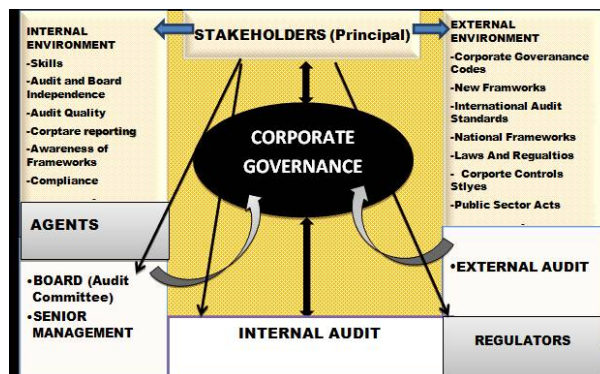 STAKEHOLDERS (Principal)
INTERNAL
ENVIRONMENT
-Skills
-Audit and Board
Independence
-Audit Quality
-Corptare reporting
-Awareness of
Frameworks
-Compliance
-
AGENTS
•BOARD (Audit
Committee)
•SENIOR
MANAGEMENT
CORPORATE
GOVERNANCE
INTERNAL AUDIT
EXTERNAL
ENVIRONMENT
-Corporate Goveranance
Codes
-New Framworks
-International Audit
Standards
-National Frameworks
-Laws And Regualtios
- Corporte Controls
Stlyes
-Public Sector Acts
-
•EXTERNAL AUDIT
REGULATORS